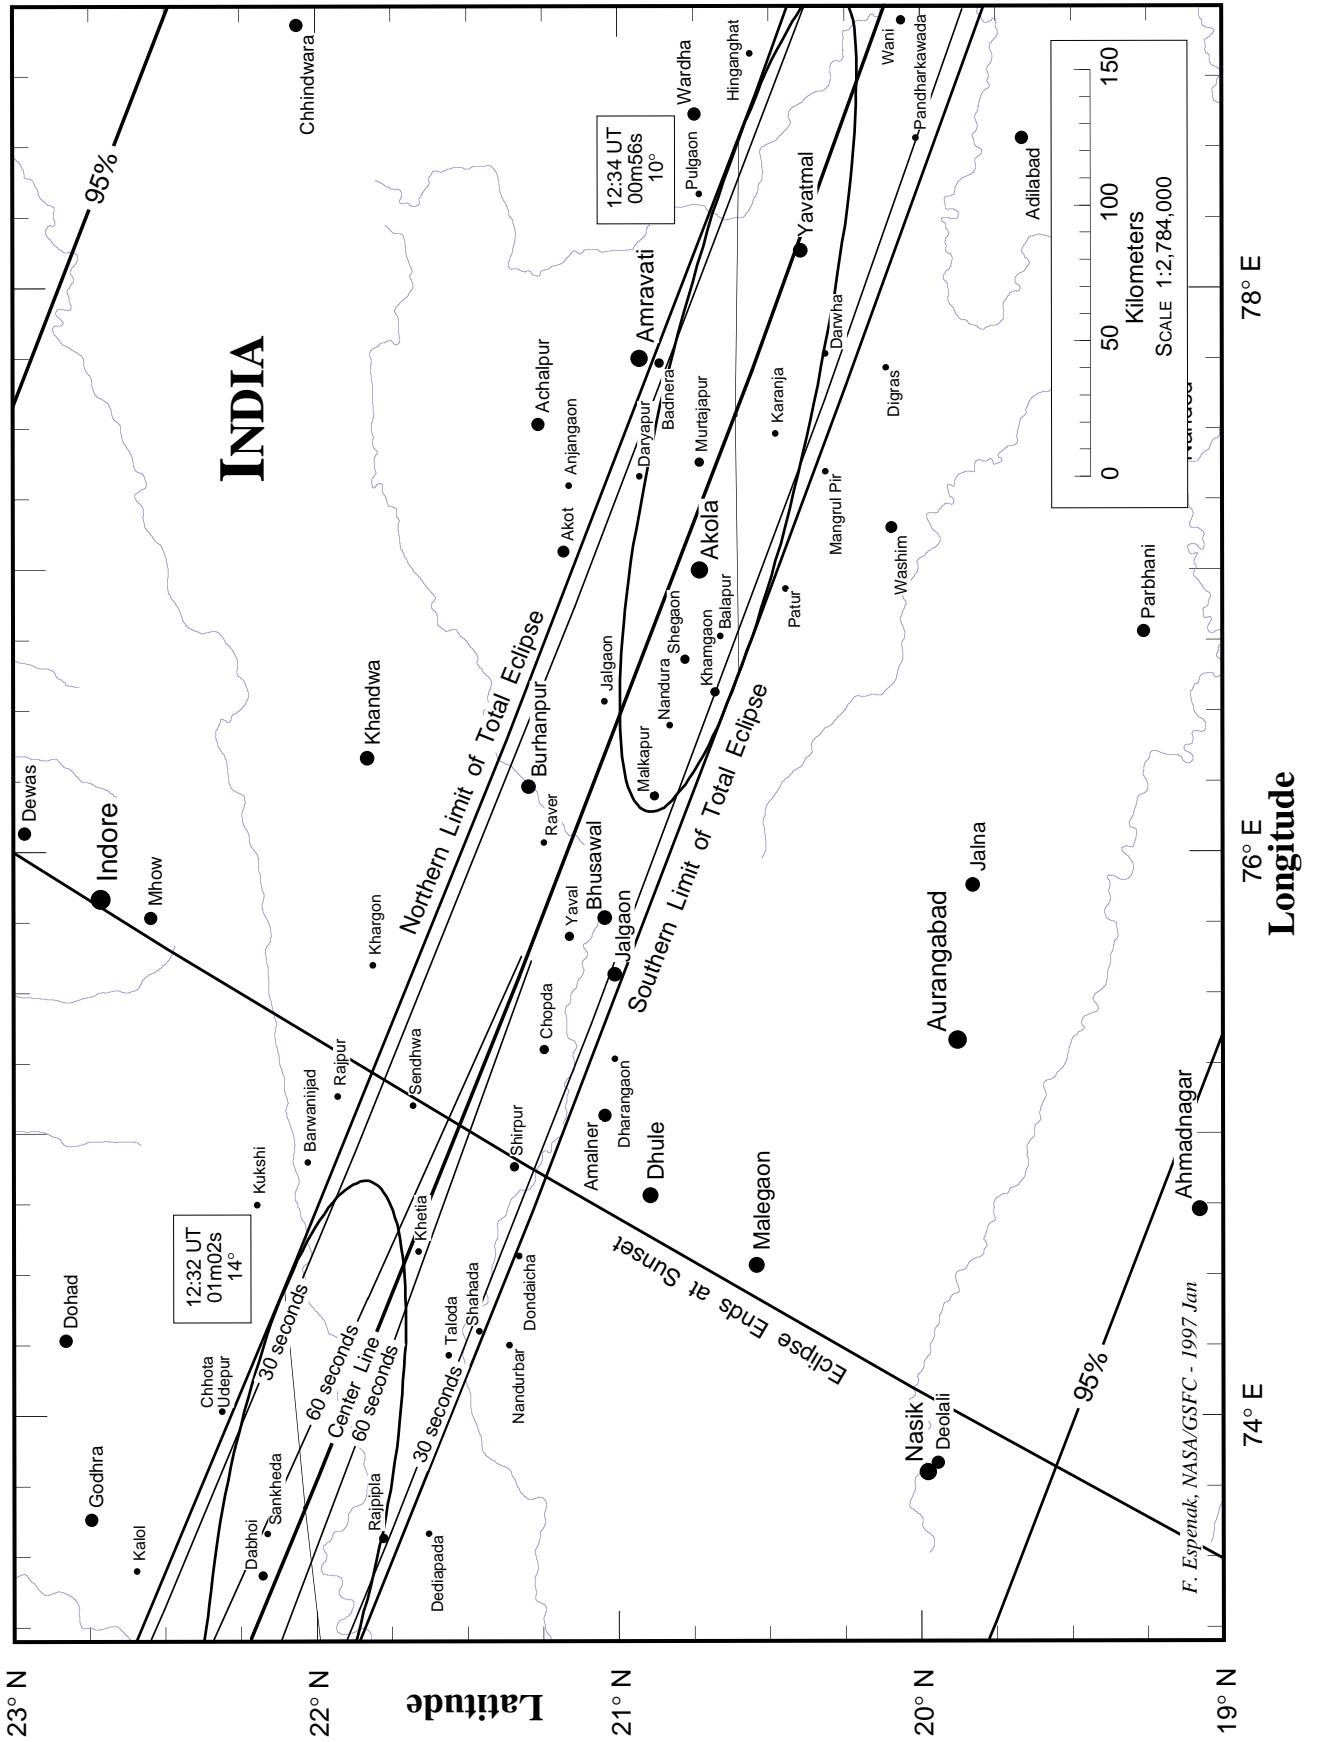 INDIA
95%
Chhindwara
Dewas
Indore
Mhow
Khandwa
Khargon
Dohad
Godhra
Kalol
Kukshi
Barwanijad
Rajpur
Sendhwa
12:32 UT
01m02s
14°
Chhota
Udepur
Dabhoi
Sankheda
Rajpipla
Dediapada
30 seconds
60 seconds
Center Line
60 seconds
30 seconds
Khetia
Taloda
Shahada
Nandurbar
Dondaicha
Shirpur
Northern Limit of Total Eclipse
Southern Limit of Total Eclipse
Eclipse Ends at Sunset
Chopda
Yaval
Bhusawal
Jalgaon
Raver
Burhanpur
Jalgaon
Malkapur
Nandura
Shegaon
Khamgaon
Balapur
Akola
Patur
Akot
Anjangaon
Achalpur
Daryapur
Badnera
Amravati
Murtajapur
Karanja
Mangrul Pir
Washim
Darwha
Digras
Yavatmal
12:34 UT
00m56s
10°
Pulgaon
Wardha
Hinganghat
Wani
Pandharkawada
Adilabad
Amalner
Dharangaon
Dhule
Malegaon
Nasik
Deolali
Aurangabad
Jalna
Parbhani
Ahmadnagar
95%
0 50 100 150
Kilometers
SCALE 1:2,784,000
F. Espenak, NASA/GSFC - 1997 Jan
23° N
22° N
21° N
20° N
19° N
Latitude
74° E
76° E
78° E
Longitude